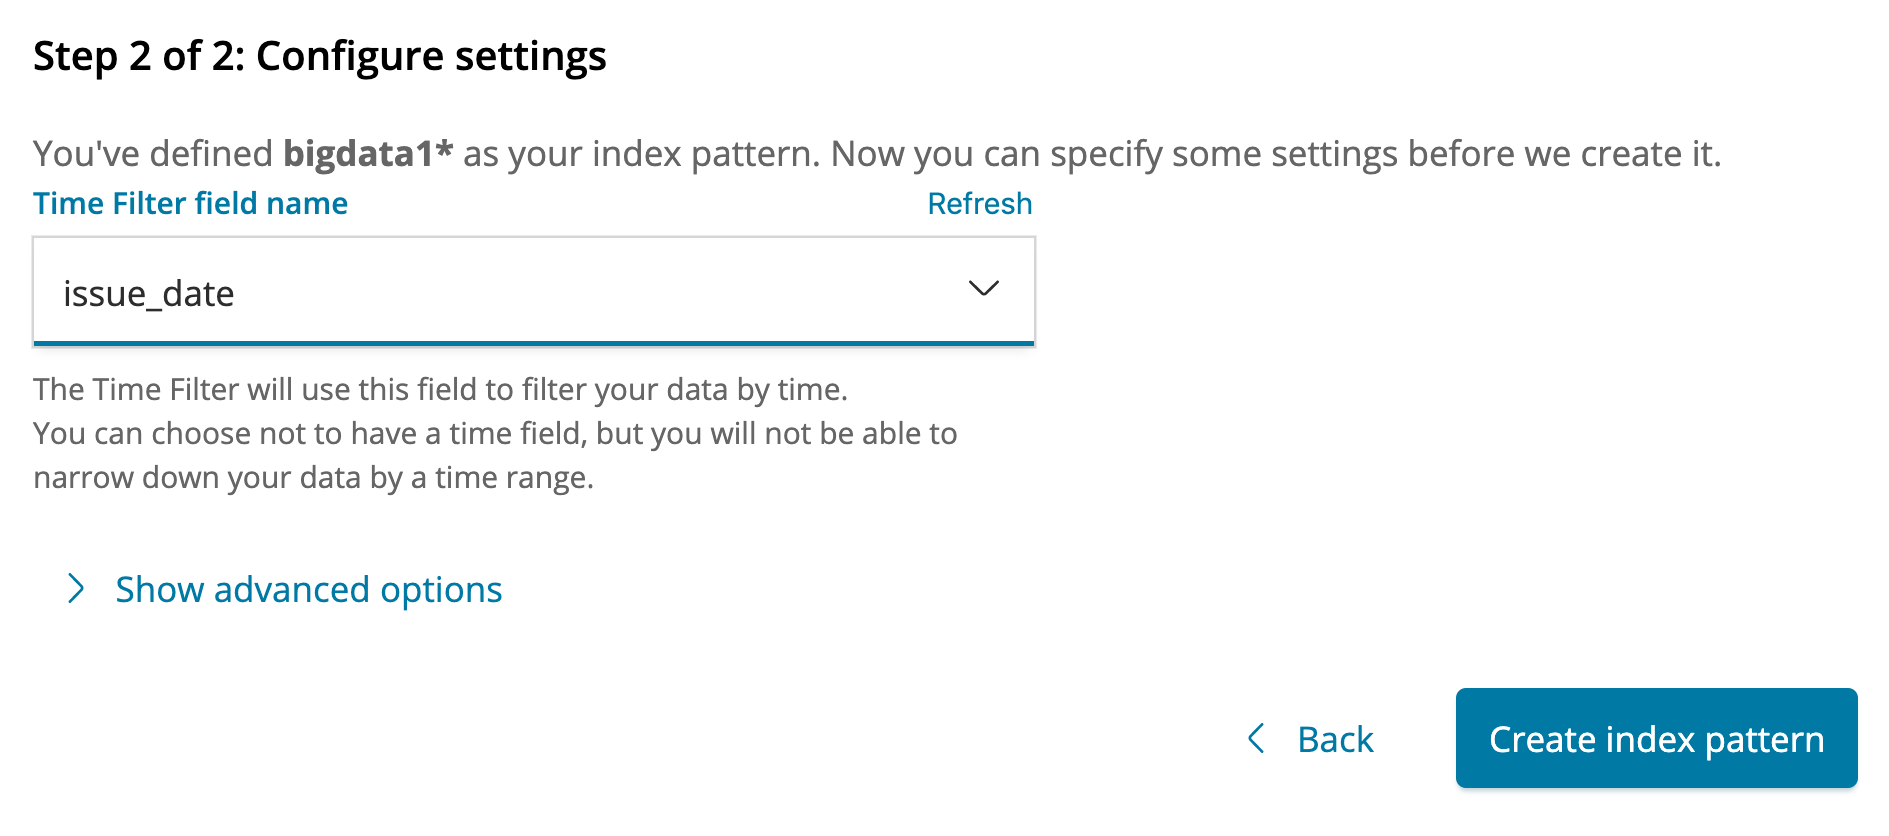 Step 2 of 2: Configure settings
You've defined bigdata1* as your index pattern. Now you can specify some settings before we create it.
Time Filter field name Refresh
issue_date
The Time Filter will use this field to filter your data by time.
You can choose not to have a time field, but you will not be able to
narrow down your data by a time range.
Show advanced options
Back Create index pattern